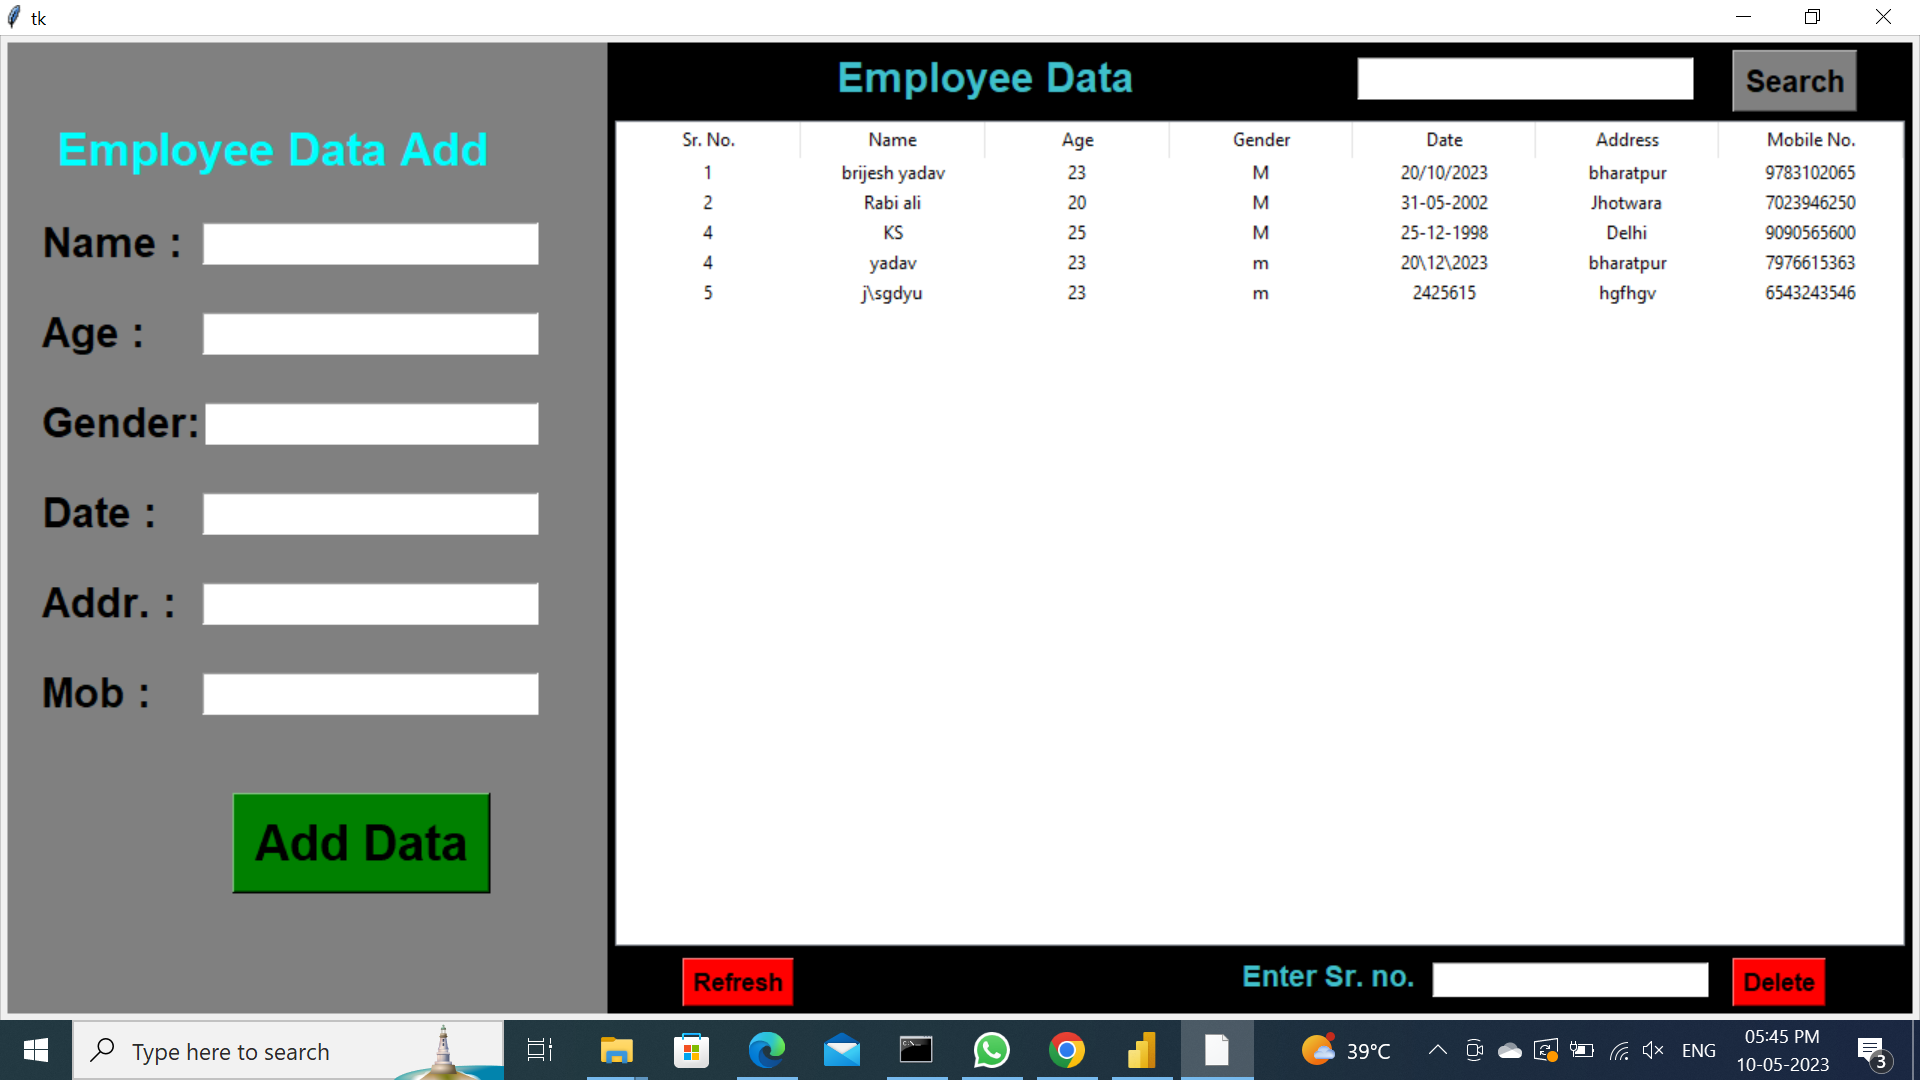 tk
Employee Data Add
Name :
Age :
Gender:
Date :
Addr. :
Mob :
Add Data
Employee Data
Search
Sr. No. Name Age Gender Date Address Mobile No.
1 brijesh yadav 23 M 20/10/2023 bharatpur 9783102065
2 Rabi ali 20 M 31-05-2002 Jhotwara 7023946250
4 KS 25 M 25-12-1998 Delhi 9090565600
4 yadav 23 m 20\12\2023 bharatpur 7976615363
5 j\sgdyu 23 m 2425615 hgfhgv 6543243546
Refresh
Enter Sr. no.
Delete
Type here to search
39°C
ENG
05:45 PM
10-05-2023
3